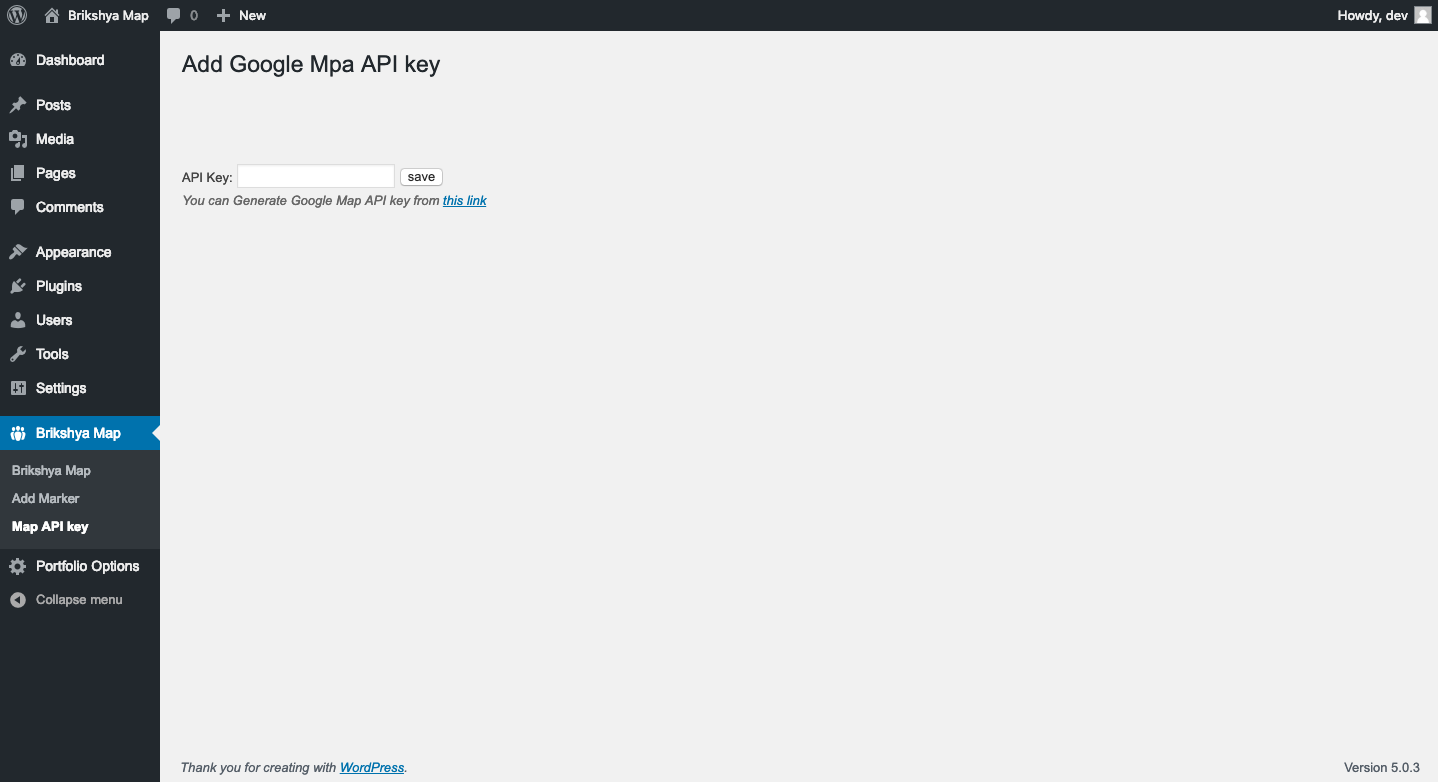 Brikshya Map 0 New Howdy, dev
Dashboard
Posts
Media
Pages
Comments
Appearance
Plugins
Users
Tools
Settings
Brikshya Map
Brikshya Map
Add Marker
Map API key
Portfolio Options
Collapse menu
Add Google Mpa API key
API Key: save
You can Generate Google Map API key from this link
Thank you for creating with WordPress. Version 5.0.3